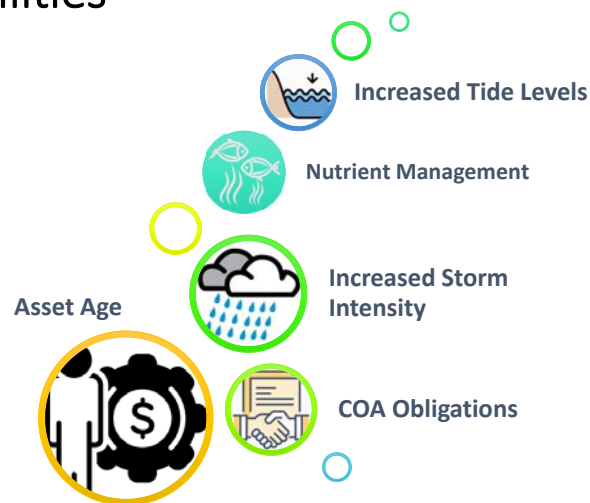 Increased Tide Levels
Nutrient Management
Increased Storm
Intensity
Asset Age
$
COA Obligations